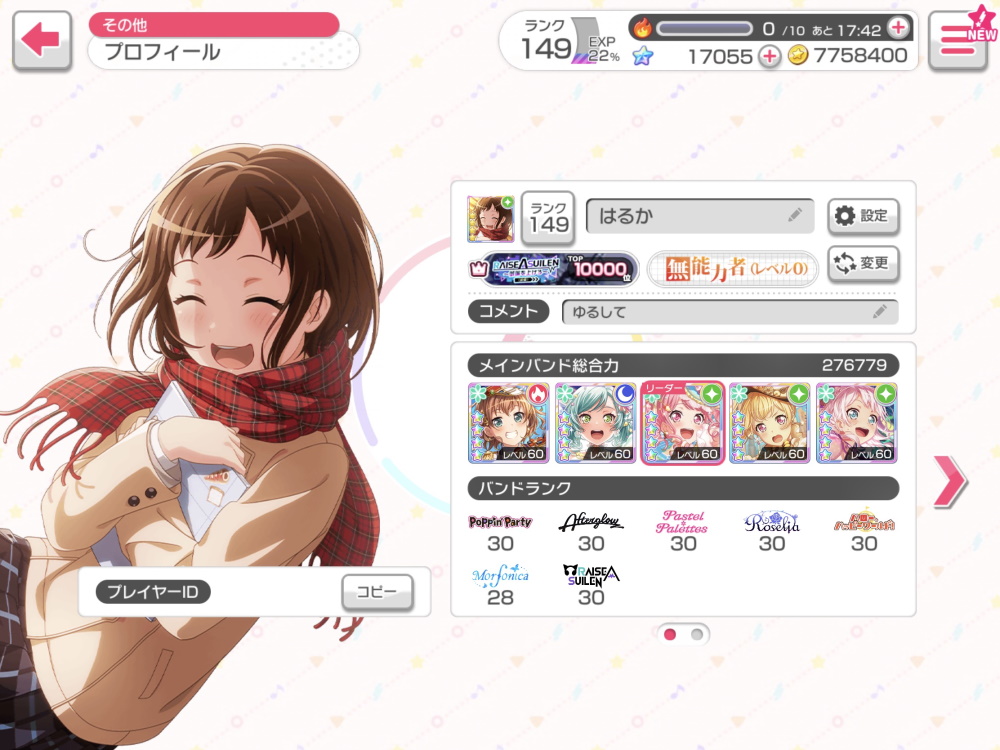 その他
プロフィール
ランク
149
EXP
22%
0 /10 あと 17:42
17055
7758400
NEW
ランク
149
はるか
設定
RAISE A SUILEN
TOP
10000位
無能力者(レベル0)
変更
コメント
ゆるして
メインバンド総合力
276779
リーダー
レベル60
レベル60
レベル60
レベル60
レベル60
バンドランク
Poppin'Party
Afterglow
Pastel Palettes
Roselia
30
30
30
30
30
Morfonica
RAISE A SUILEN
28
30
プレイヤーID
コピー